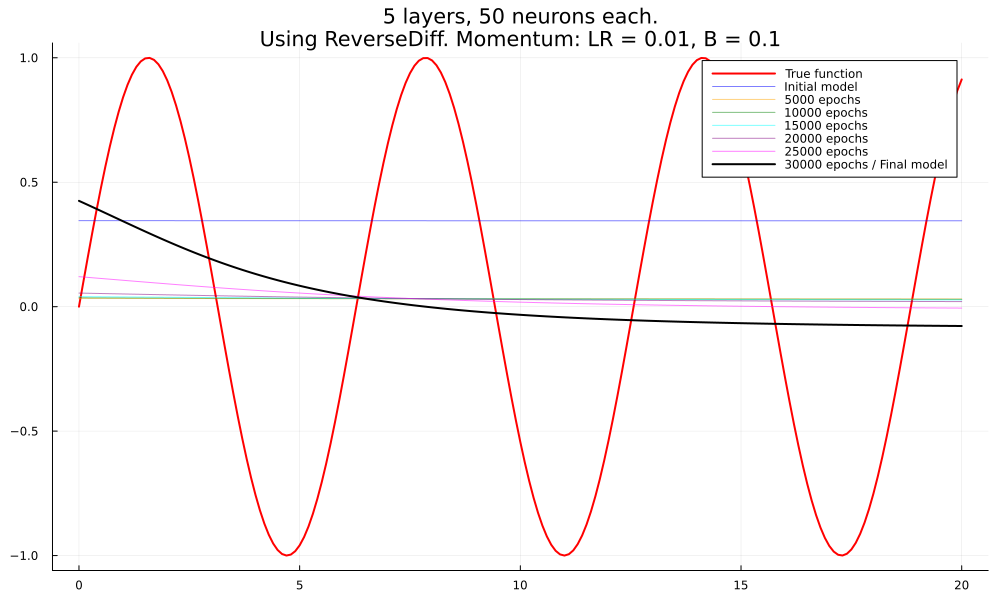 5 layers, 50 neurons each.
Using ReverseDiff. Momentum: LR = 0.01, B = 0.1
True function
Initial model
5000 epochs
10000 epochs
15000 epochs
20000 epochs
25000 epochs
30000 epochs / Final model
1.0
0.5
0.0
−0.5
−1.0
0
5
10
15
20